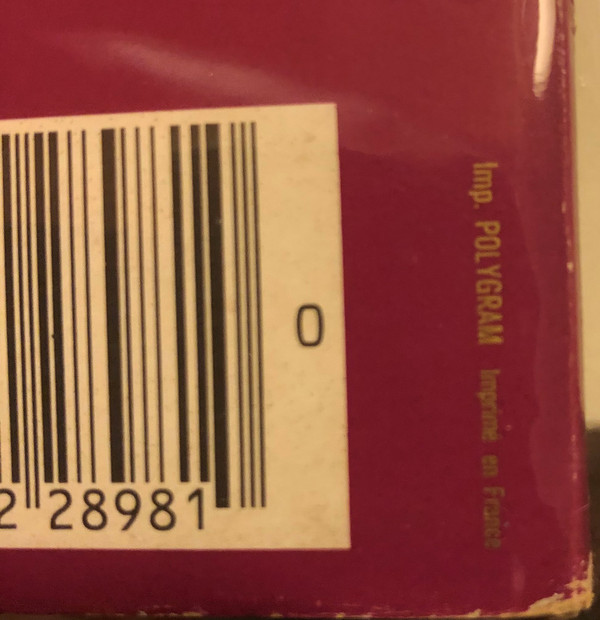 2 28981 0
Imp. POLYGRAM Imprimé en France